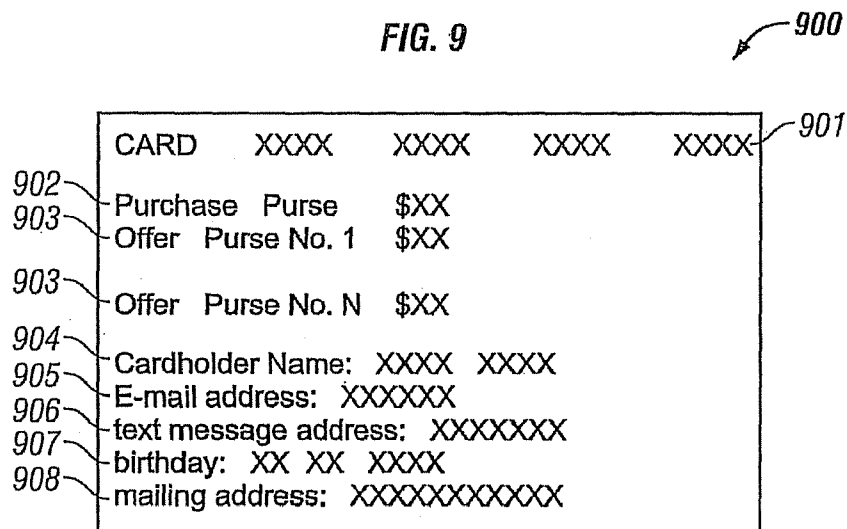 FIG. 9
900
CARD XXXX XXXX XXXX XXXX 901
902 Purchase Purse $XX
903 Offer Purse No. 1 $XX
903 Offer Purse No. N $XX
904 Cardholder Name: XXXX XXXX
905 E-mail address: XXXXXX
906 text message address: XXXXXXX
907 birthday: XX XX XXXX
908 mailing address: XXXXXXXXXXX